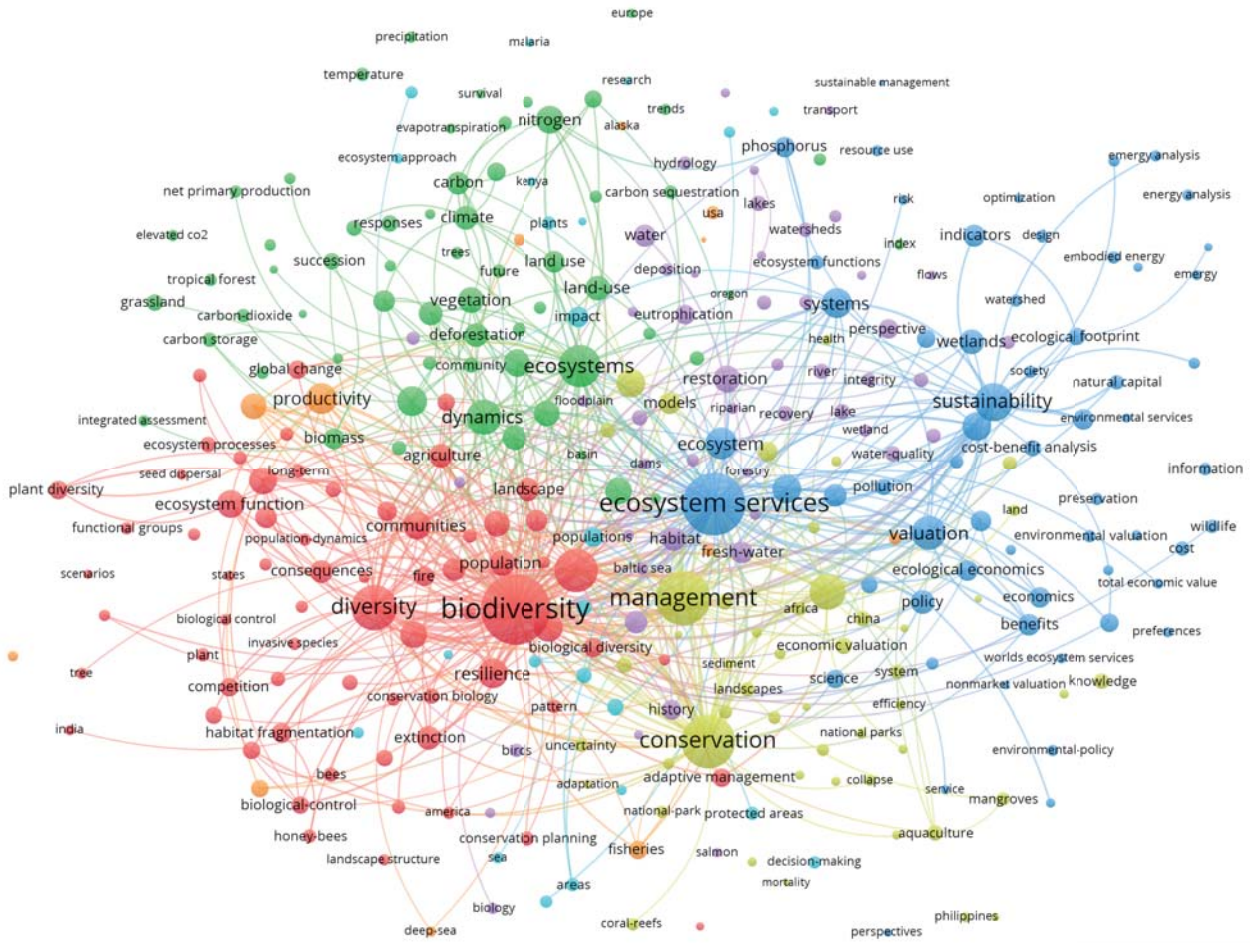 europe
precipitation
malaria
temperature
research
sustainable management
survival
trends
transport
nitrogen
alaska
evapotranspiration
phosphorus
resource use
emergy analysis
ecosystem approach
hydrology
net primary production
carbon
kenya
carbon sequestration
energy analysis
lakes
risk
optimization
responses
climate
plants
usa
water
watersheds
indicators
design
elevated co2
index
trees
succession
future
land use
deposition
ecosystem functions
embodied energy
tropical forest
flows
emergy
land-use
oregon
grassland
vegetation
systems
watershed
carbon-dioxide
impact
eutrophication
perspective
carbon storage
deforestation
health
wetlands
ecological footprint
global change
community
ecosystems
restoration
river
integrity
society
natural capital
productivity
floodplain
models
riparian
recovery
lake
sustainability
integrated assessment
dynamics
environmental services
biomass
wetland
ecosystem processes
agriculture
basin
ecosystem
water-quality
cost-benefit analysis
seed dispersal
long-term
dams
forestry
information
plant diversity
landscape
pollution
ecosystem function
ecosystem services
preservation
land
functional groups
communities
wildlife
population-dynamics
populations
habitat
valuation
environmental valuation
fresh-water
cost
scenarios
states
consequences
fire
population
baltic sea
ecological economics
total economic value
diversity
biodiversity
management
africa
policy
economics
biological control
china
benefits
preferences
invasive species
biological diversity
economic valuation
plant
sediment
worlds ecosystem services
tree
resilience
science
system
nonmarket valuation
knowledge
competition
conservation biology
landscapes
pattern
history
efficiency
india
habitat fragmentation
extinction
conservation
national parks
uncertainty
environmental-policy
bees
adaptive management
collapse
adaptation
service
biological-control
mangroves
america
national-park
protected areas
honey-bees
conservation planning
aquaculture
landscape structure
sea
fisheries
salmon
decision-making
areas
mortality
biology
deep-sea
coral-reefs
philippines
perspectives